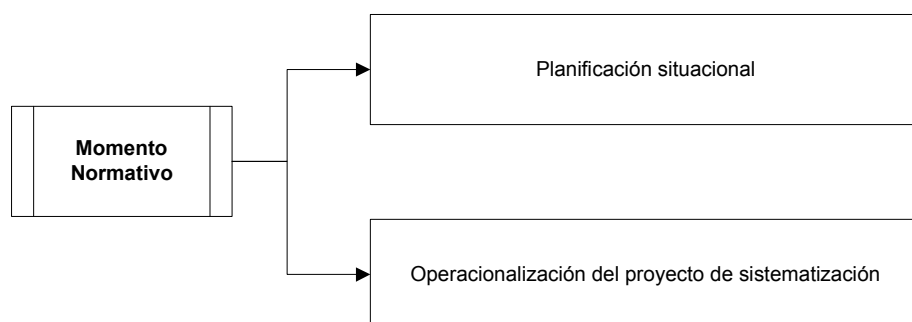 Planificación situacional
Momento
Normativo
Operacionalización del proyecto de sistematización